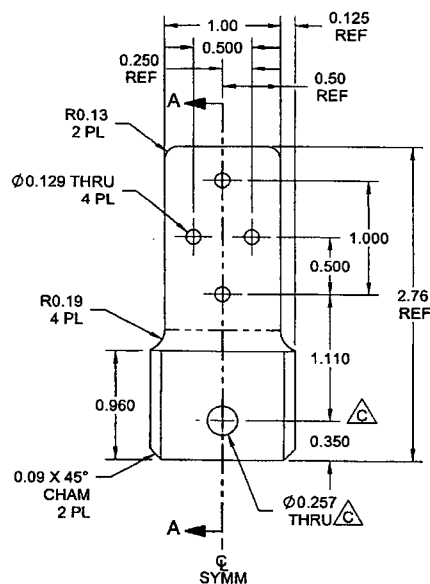 1.00
0.125
REF
0.500
0.250
REF
0.50
REF
A
R0.13
2 PL
Ø0.129 THRU
4 PL
1.000
0.500
2.76
REF
R0.19
4 PL
1.110
0.960
C
0.350
0.09 X 45°
CHAM
2 PL
Ø0.257
THRU C
A
℄
SYMM